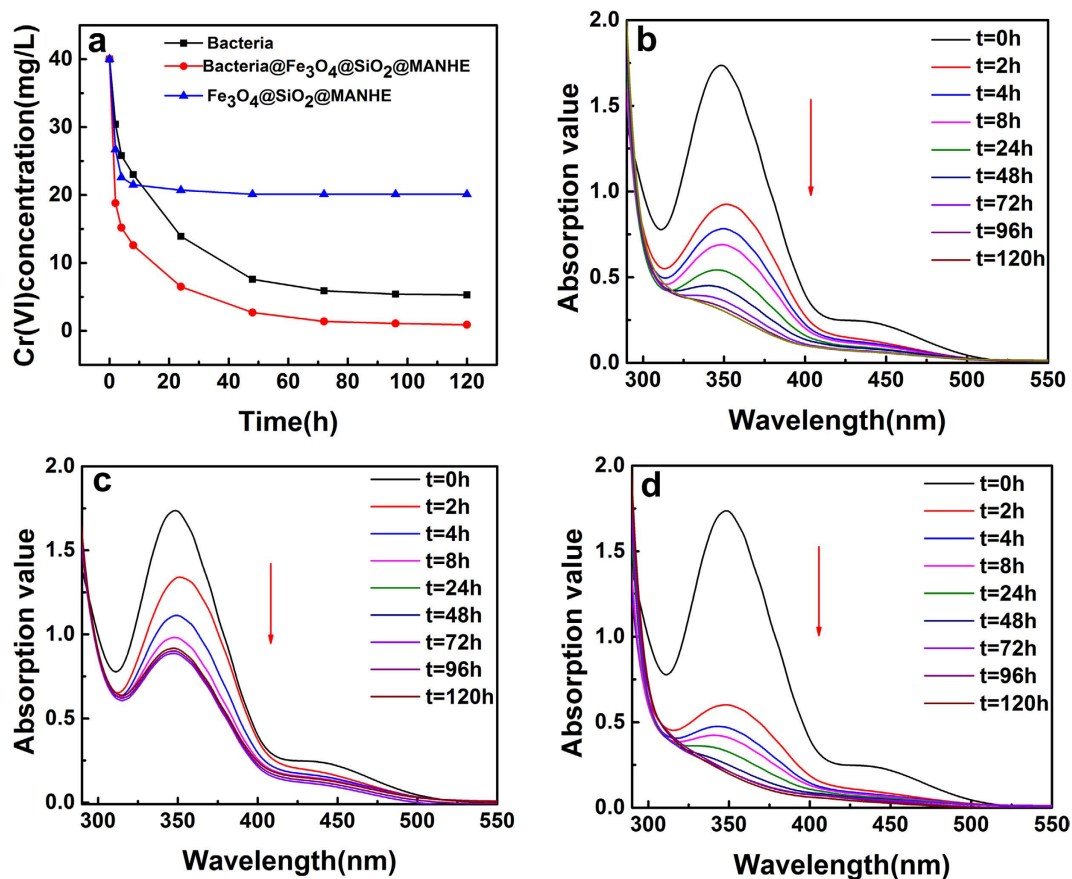 a
Bacteria
Bacteria@Fe₃O₄@SiO₂@MANHE
Fe₃O₄@SiO₂@MANHE
Cr(VI)concentration(mg/L)
40
30
20
10
0
0 20 40 60 80 100 120
Time(h)
b
t=0h
t=2h
t=4h
t=8h
t=24h
t=48h
t=72h
t=96h
t=120h
Absorption value
2.0
1.5
1.0
0.5
0.0
300 350 400 450 500 550
Wavelength(nm)
c
t=0h
t=2h
t=4h
t=8h
t=24h
t=48h
t=72h
t=96h
t=120h
Absorption value
2.0
1.5
1.0
0.5
0.0
300 350 400 450 500 550
Wavelength(nm)
d
t=0h
t=2h
t=4h
t=8h
t=24h
t=48h
t=72h
t=96h
t=120h
Absorption value
2.0
1.5
1.0
0.5
0.0
300 350 400 450 500 550
Wavelength(nm)